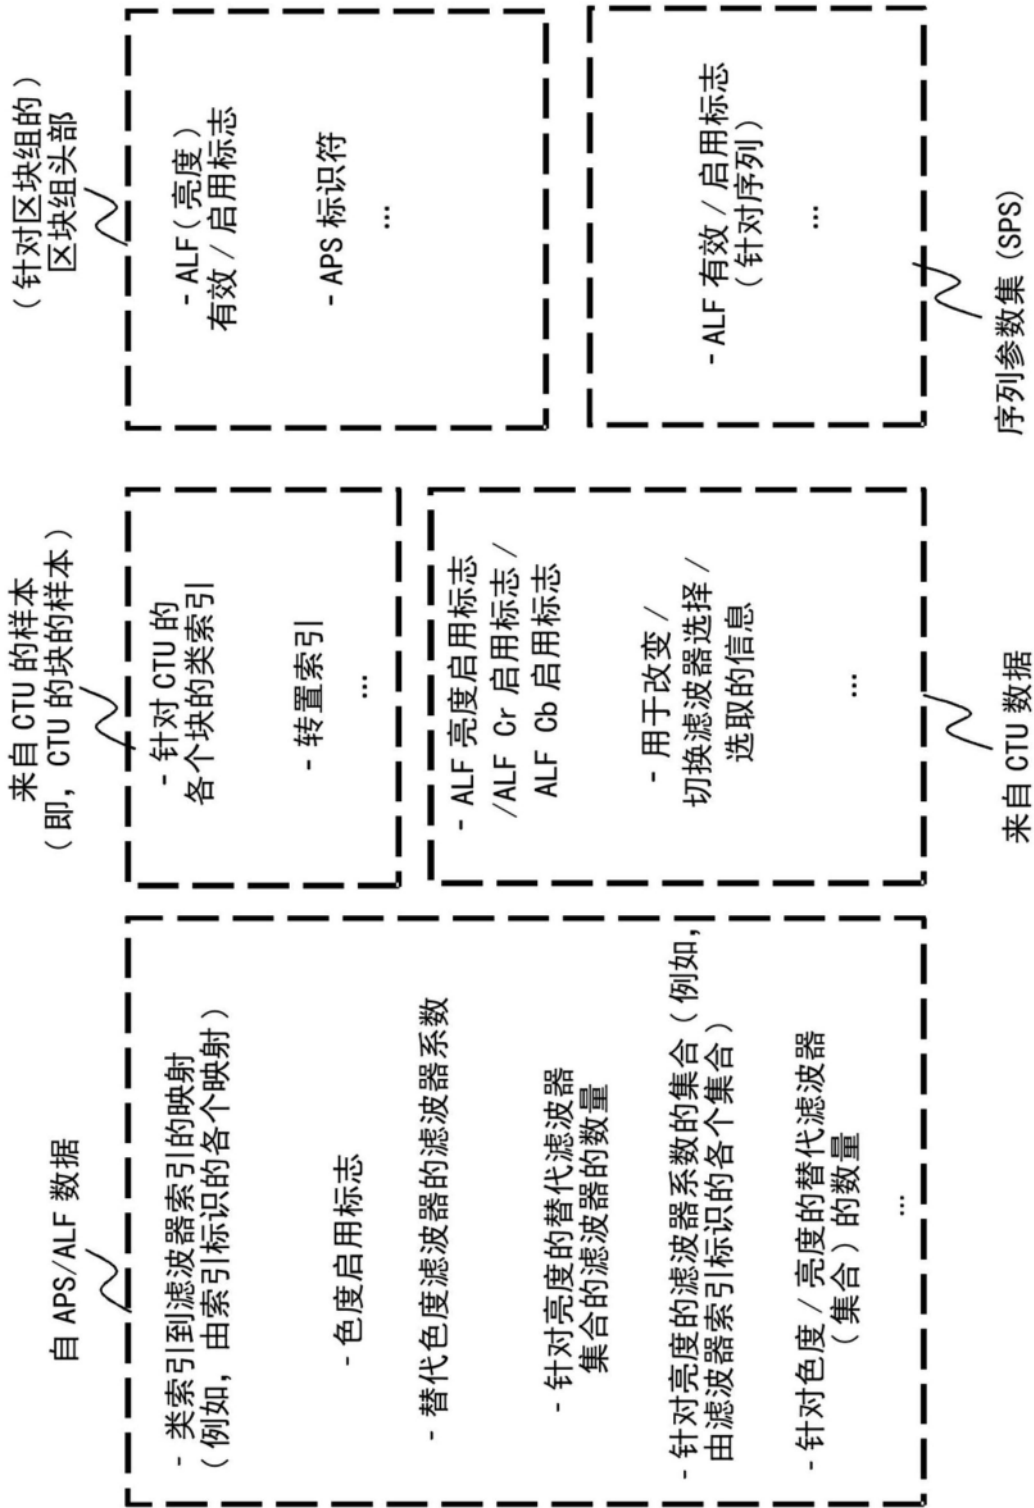 自 APS/ALF 数据
- 类索引到滤波器索引的映射
（例如，由索引标识的各个映射）
- 色度启用标志
- 替代色度滤波器的滤波器系数
- 针对亮度的替代滤波器
集合的滤波器的数量
- 针对亮度的滤波器系数的集合（例如，
由滤波器索引标识的各个集合）
- 针对色度 / 亮度的替代滤波器
（集合）的数量
...
来自 CTU 的样本
（即，CTU 的块的样本）
- 针对 CTU 的
各个块的类索引
- 转置索引
...
- ALF 亮度启用标志
/ALF Cr 启用标志 /
ALF Cb 启用标志
- 用于改变 /
切换滤波器选择 /
选取的信息
...
来自 CTU 数据
（针对区块组的）
区块组头部
- ALF（亮度）
有效 / 启用标志
- APS 标识符
...
- ALF 有效 / 启用标志
（针对序列）
...
序列参数集 (SPS)